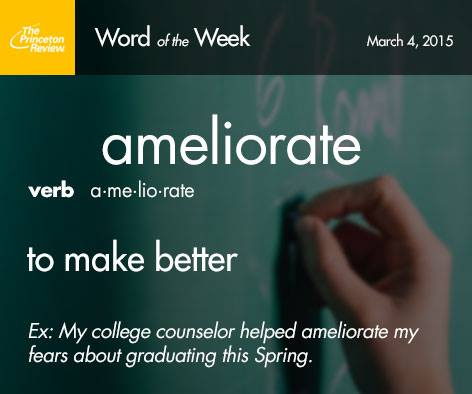 The
Princeton
Review
Word of the Week
March 4, 2015
ameliorate
verb a·me·lio·rate
to make better
Ex: My college counselor helped ameliorate my
fears about graduating this Spring.